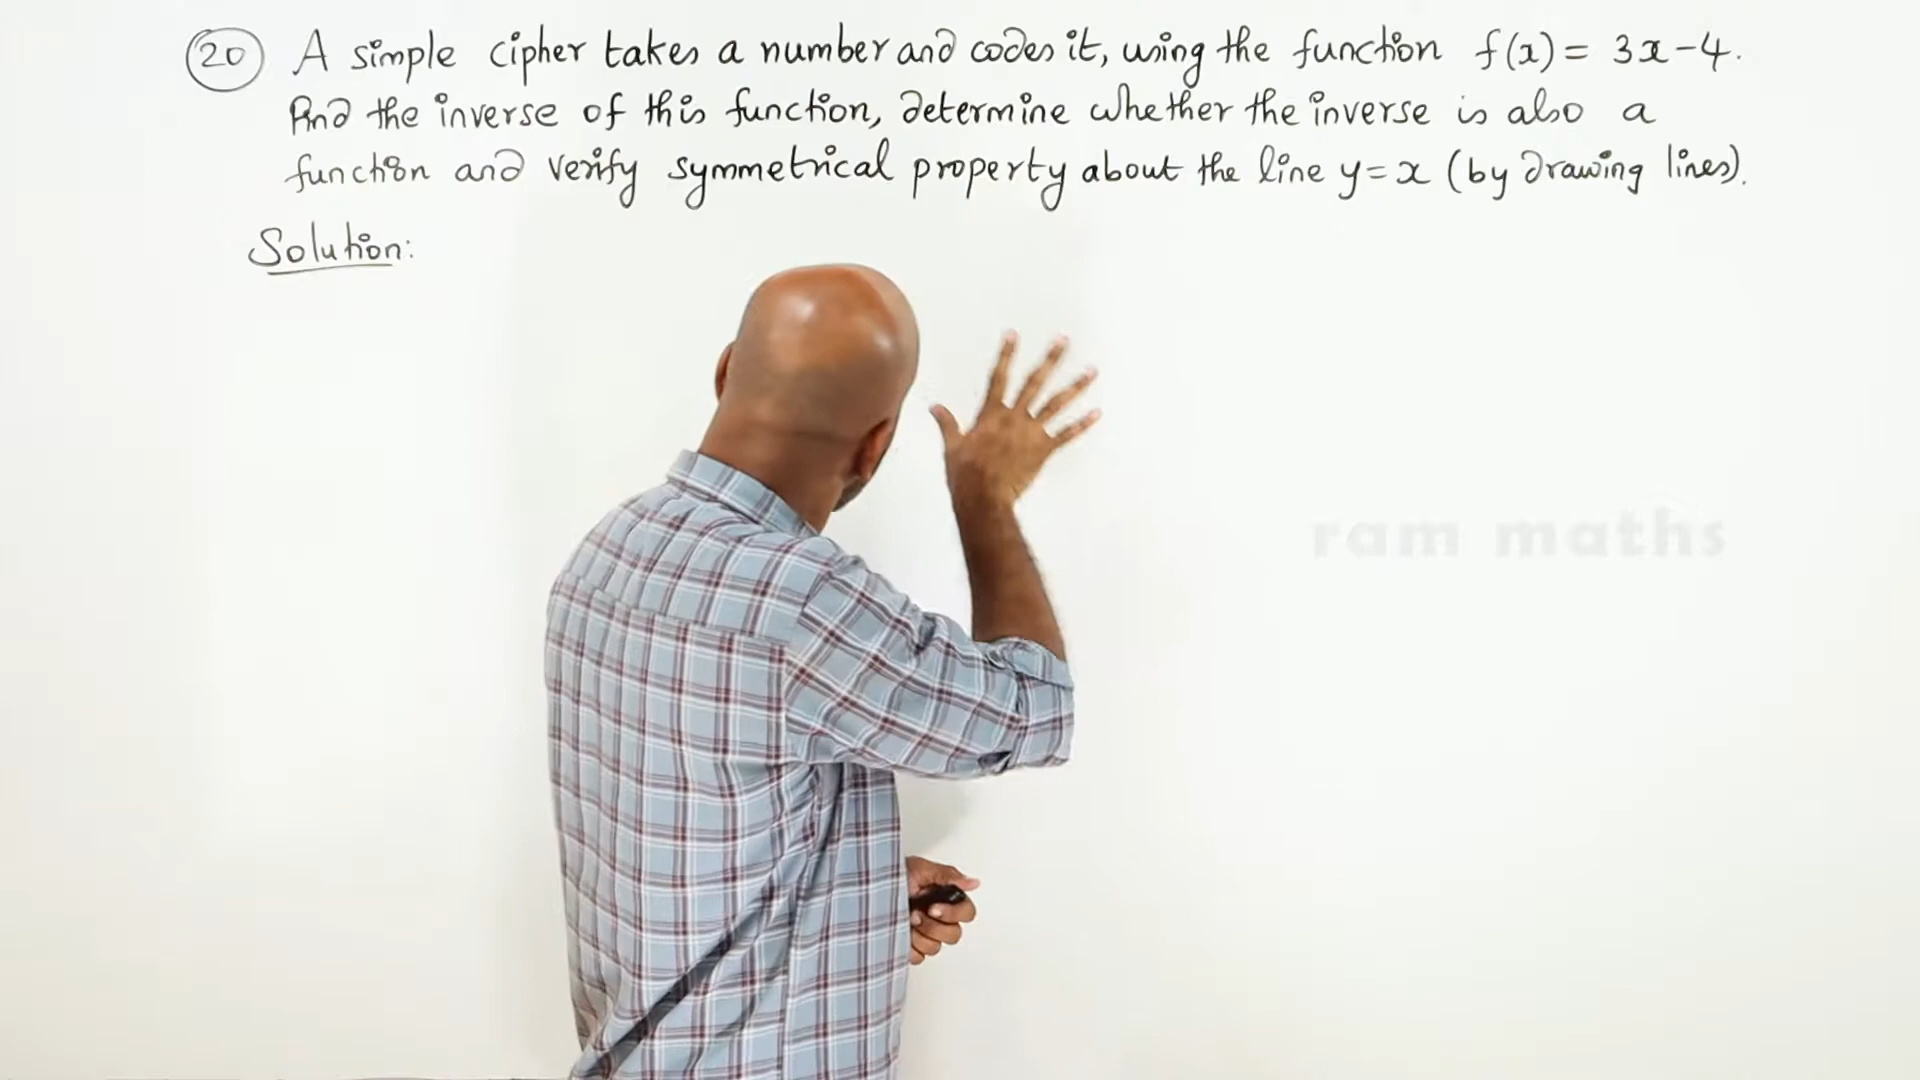 20 A simple cipher takes a number and codes it, using the function f(x) = 3x-4.
Find the inverse of this function, determine whether the inverse is also a
function and verify symmetrical property about the line y=x (by drawing lines).
Solution:
ram maths